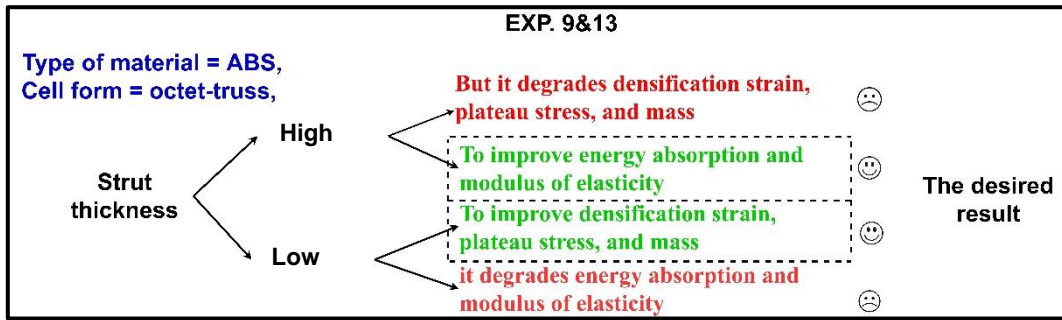 EXP. 9&13
Type of material = ABS,
Cell form = octet-truss,
But it degrades densification strain,
plateau stress, and mass
High
To improve energy absorption and
modulus of elasticity
Strut
thickness
The desired
result
To improve densification strain,
plateau stress, and mass
Low
it degrades energy absorption and
modulus of elasticity